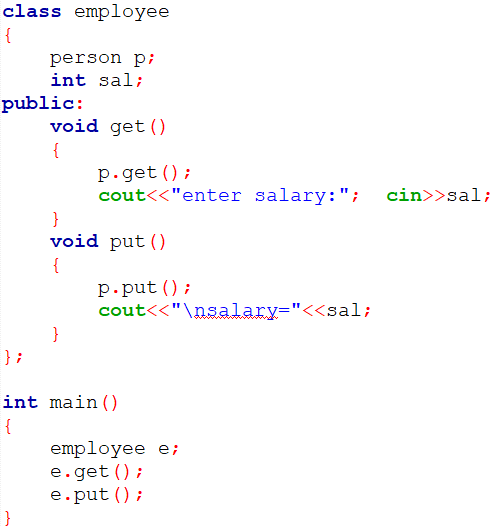 class employee
{
    person p;
    int sal;
public:
    void get()
    {
        p.get();
        cout<<"enter salary:";  cin>>sal;
    }
    void put()
    {
        p.put();
        cout<<"\nsalary="<<sal;
    }
};

int main()
{
    employee e;
    e.get();
    e.put();
}